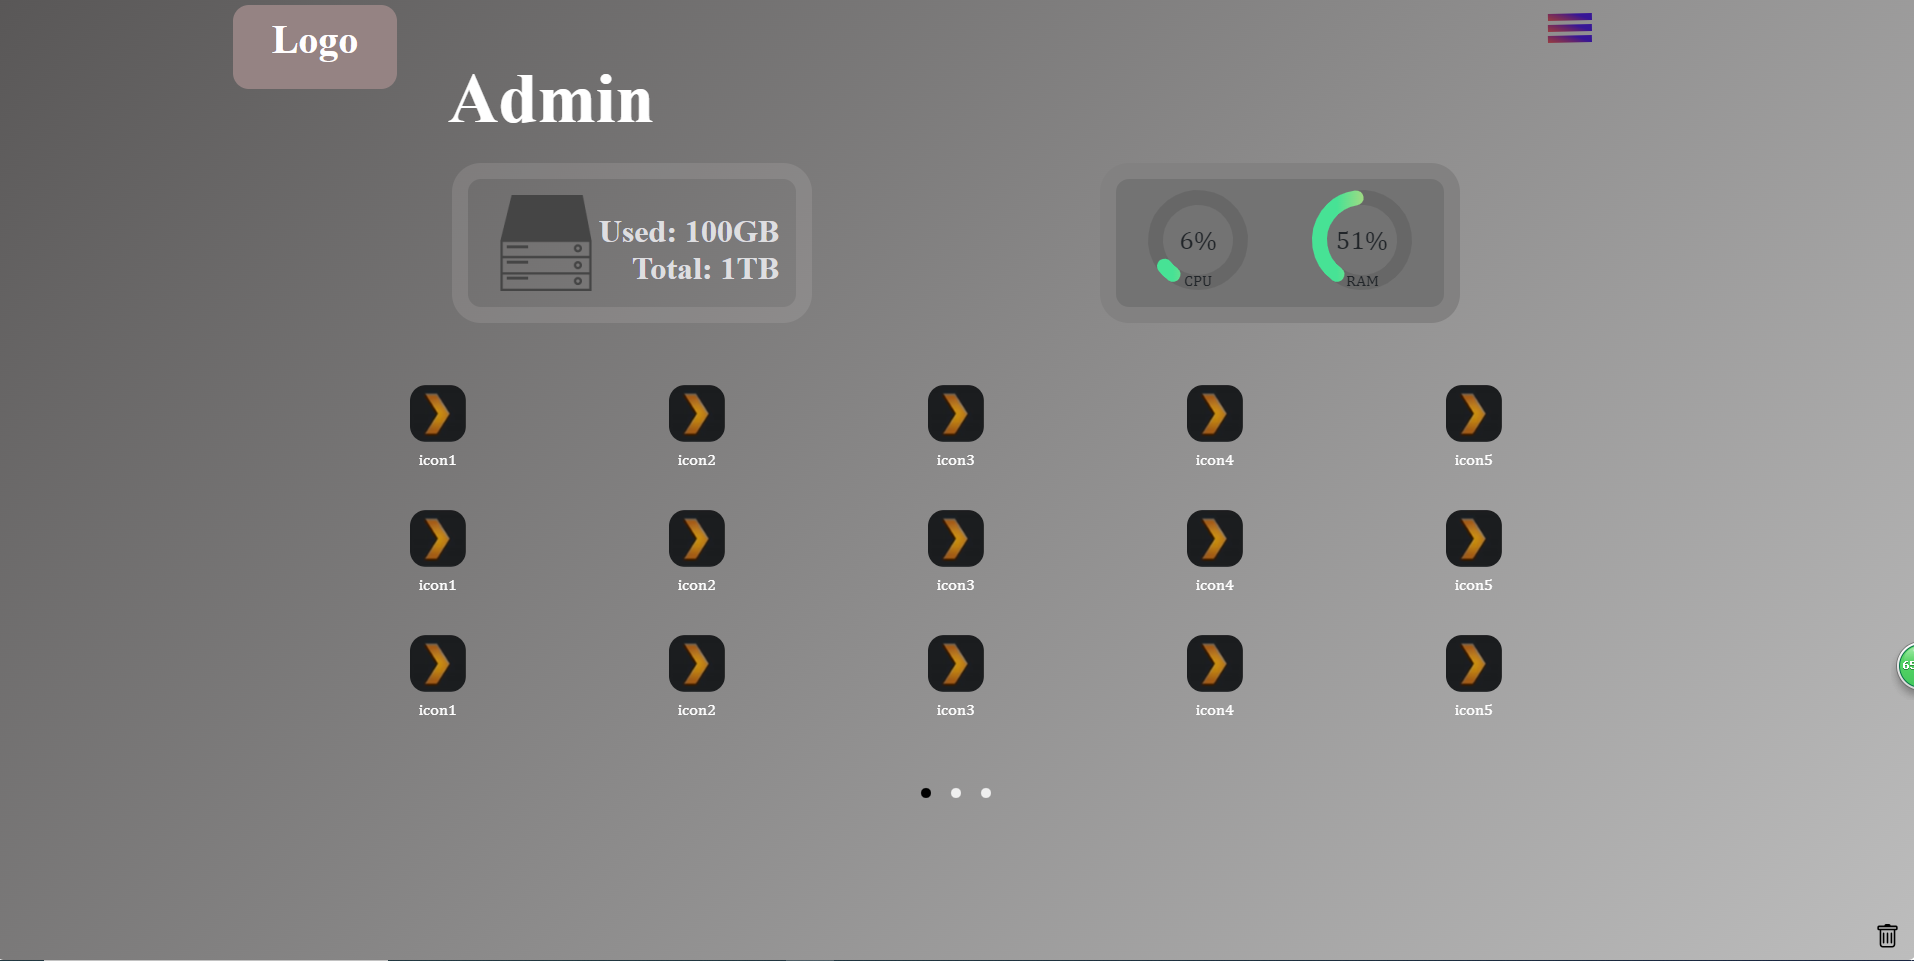 Logo
Admin
Used: 100GB
Total: 1TB
6%
CPU
51%
RAM
icon1
icon2
icon3
icon4
icon5
icon1
icon2
icon3
icon4
icon5
icon1
icon2
icon3
icon4
icon5